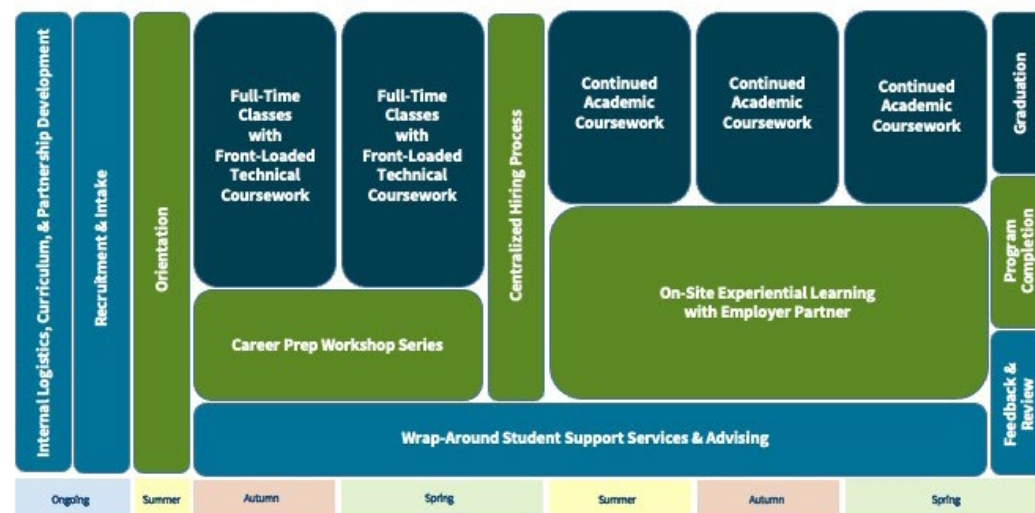 Internal Logistics, Curriculum, & Partnership Development
Recruitment & Intake
Orientation
Full-Time
Classes
with
Front-Loaded
Technical
Coursework
Full-Time
Classes
with
Front-Loaded
Technical
Coursework
Career Prep Workshop Series
Centralized Hiring Process
Continued
Academic
Coursework
Continued
Academic
Coursework
Continued
Academic
Coursework
On-Site Experiential Learning
with Employer Partner
Wrap-Around Student Support Services & Advising
Graduation
Program
Completion
Feedback &
Review
Ongoing
Summer
Autumn
Spring
Summer
Autumn
Spring